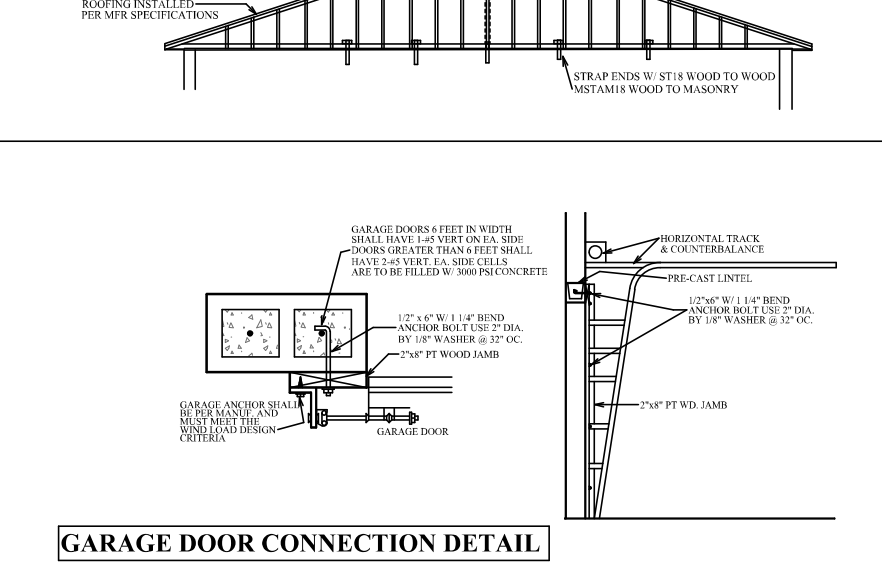 ROOFING INSTALLED
PER MFR SPECIFICATIONS
STRAP ENDS W/ ST18 WOOD TO WOOD
MSTAM18 WOOD TO MASONRY
GARAGE DOORS 6 FEET IN WIDTH
SHALL HAVE 1-#5 VERT ON EA. SIDE
DOORS GREATER THAN 6 FEET SHALL
HAVE 2-#5 VERT. EA. SIDE CELLS
ARE TO BE FILLED W/ 3000 PSI CONCRETE
1/2" x 6" W/ 1 1/4" BEND
ANCHOR BOLT USE 2" DIA.
BY 1/8" WASHER @ 32" OC.
2"x8" PT WOOD JAMB
GARAGE ANCHOR SHALL
BE PER MANUF. AND
MUST MEET THE
WIND LOAD DESIGN
CRITERIA
GARAGE DOOR
HORIZONTAL TRACK
& COUNTERBALANCE
PRE-CAST LINTEL
1/2"x6" W/ 1 1/4" BEND
ANCHOR BOLT USE 2" DIA.
BY 1/8" WASHER @ 32" OC.
2"x8" PT WD. JAMB
GARAGE DOOR CONNECTION DETAIL